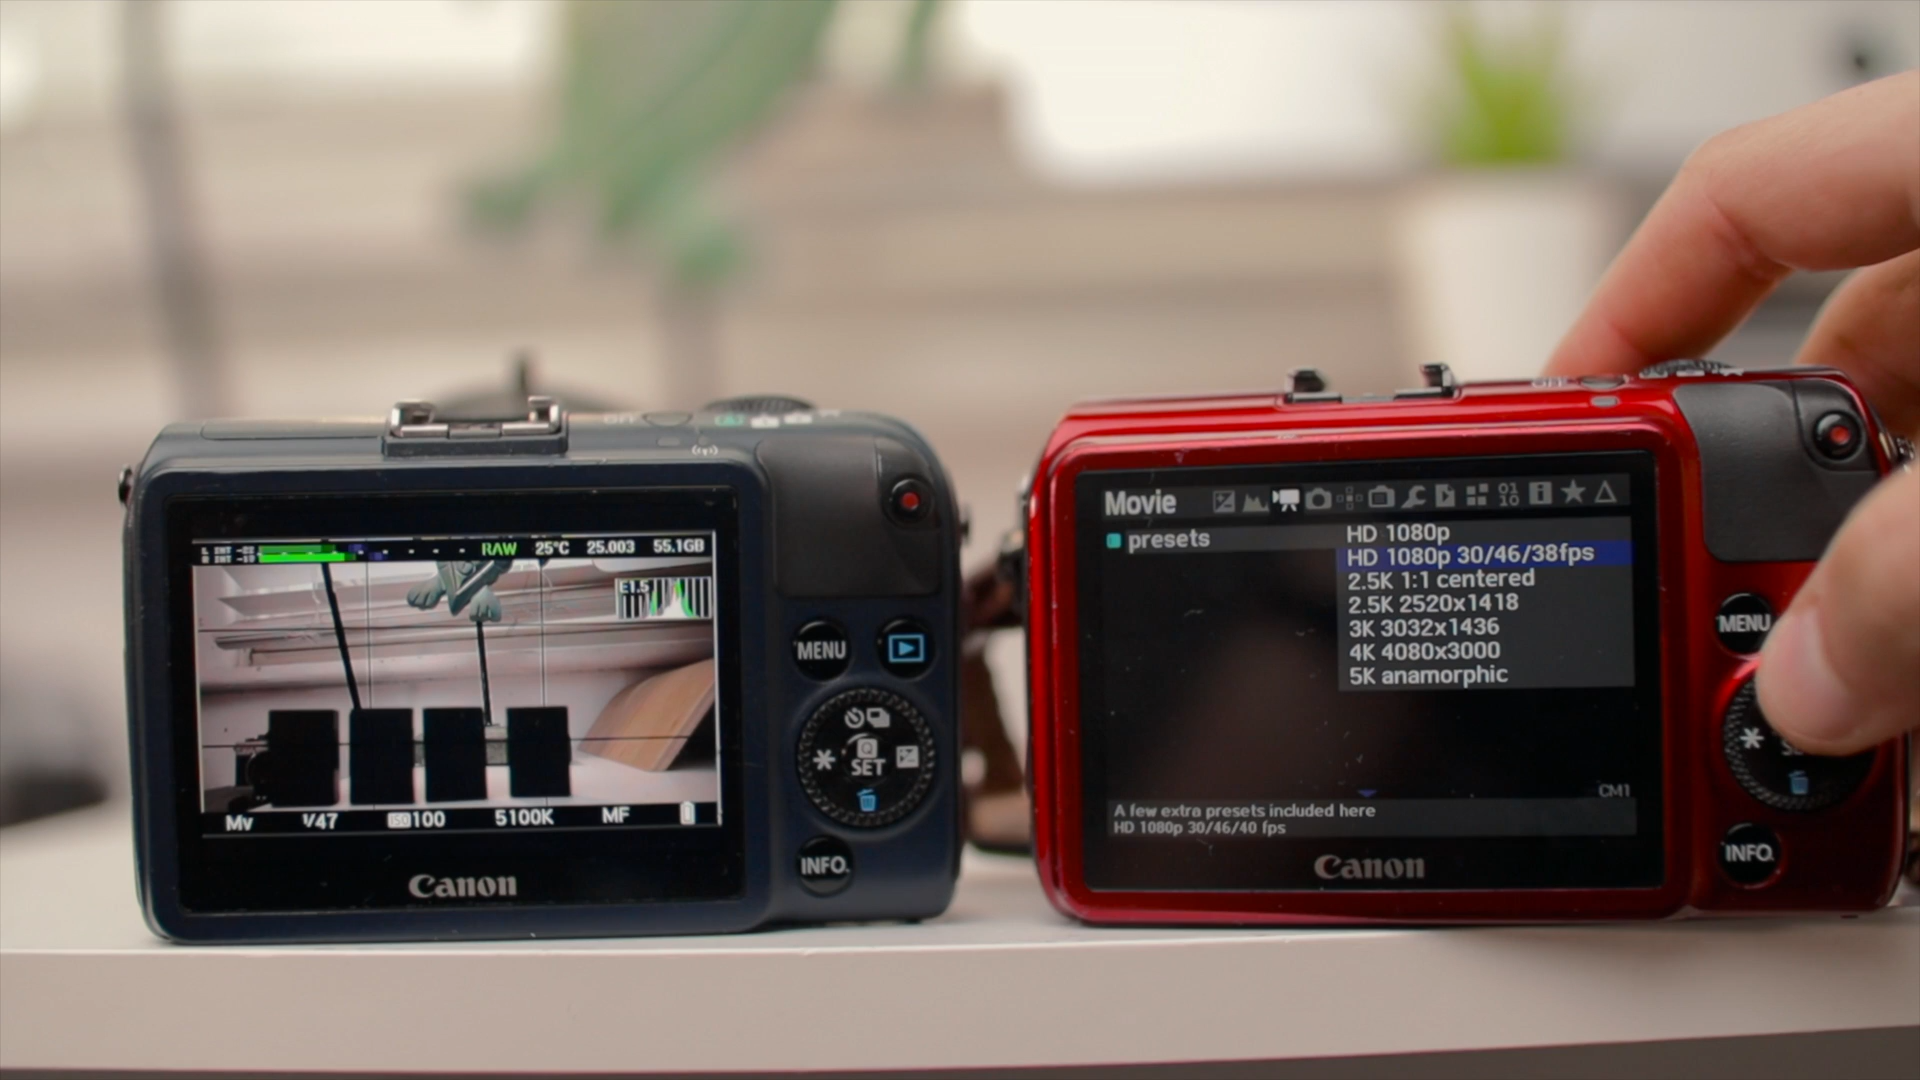 RAW 25°C 25.003 55.1GB
E1.5
Mv 1/47 ISO 100 5100K MF
Canon
MENU
Q
SET
INFO.
Movie
presets
HD 1080p
HD 1080p 30/46/38fps
2.5K 1:1 centered
2.5K 2520x1418
3K 3032x1436
4K 4080x3000
5K anamorphic
CM1
A few extra presets included here
HD 1080p 30/46/40 fps
Canon
MENU
INFO.